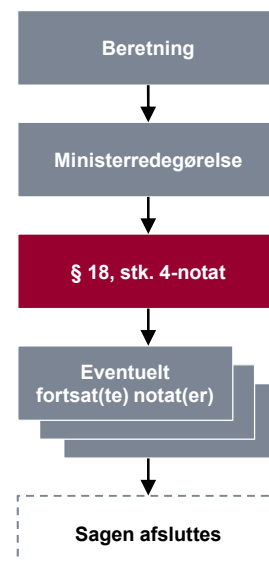 Beretning
Ministerredegørelse
§ 18, stk. 4-notat
Eventuelt
fortsat(te) notat(er)
Sagen afsluttes